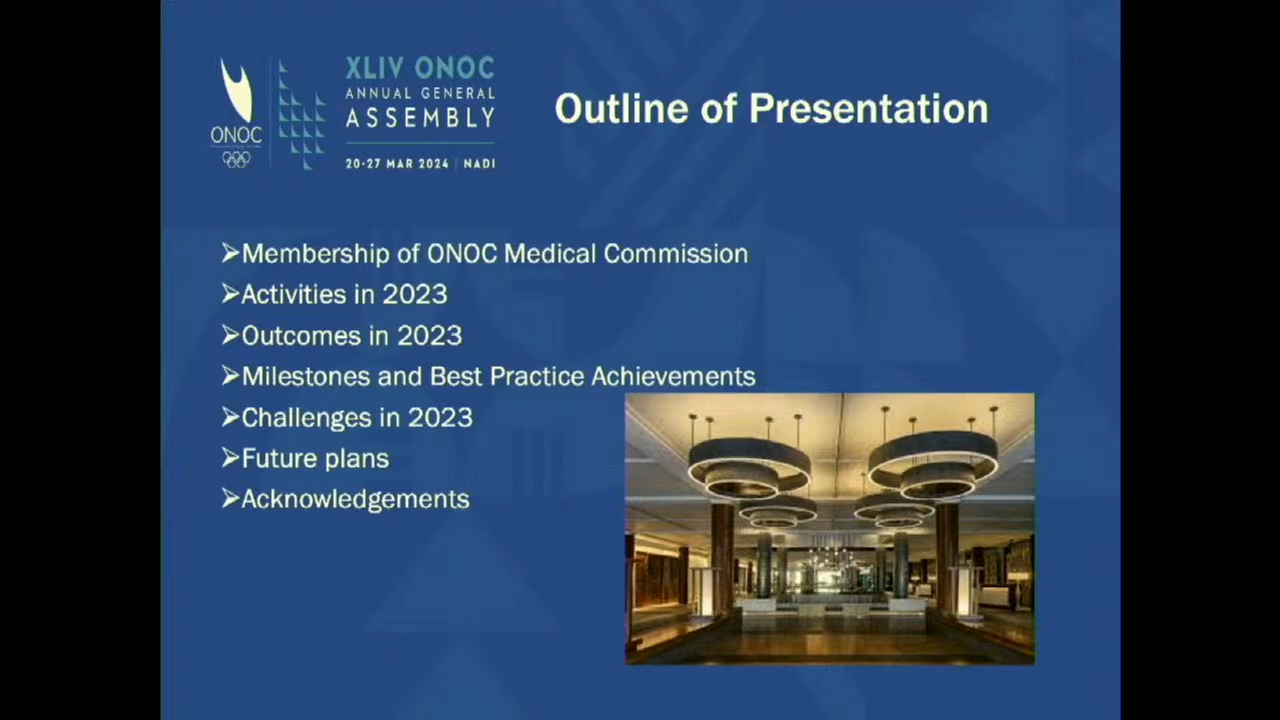 XLIV ONOC
ANNUAL GENERAL
ASSEMBLY
20-27 MAR 2024 | NADI
ONOC
Outline of Presentation
➢Membership of ONOC Medical Commission
➢Activities in 2023
➢Outcomes in 2023
➢Milestones and Best Practice Achievements
➢Challenges in 2023
➢Future plans
➢Acknowledgements